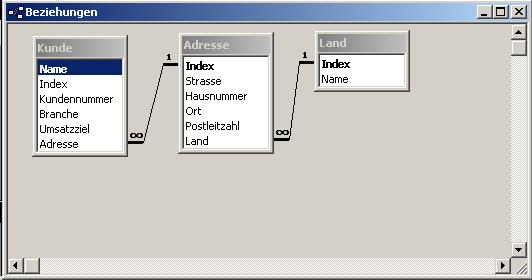 Beziehungen
Kunde
Name
Index
Kundennummer
Branche
Umsatzziel
Adresse
∞
1
Adresse
Index
Strasse
Hausnummer
Ort
Postleitzahl
Land
∞
1
Land
Index
Name